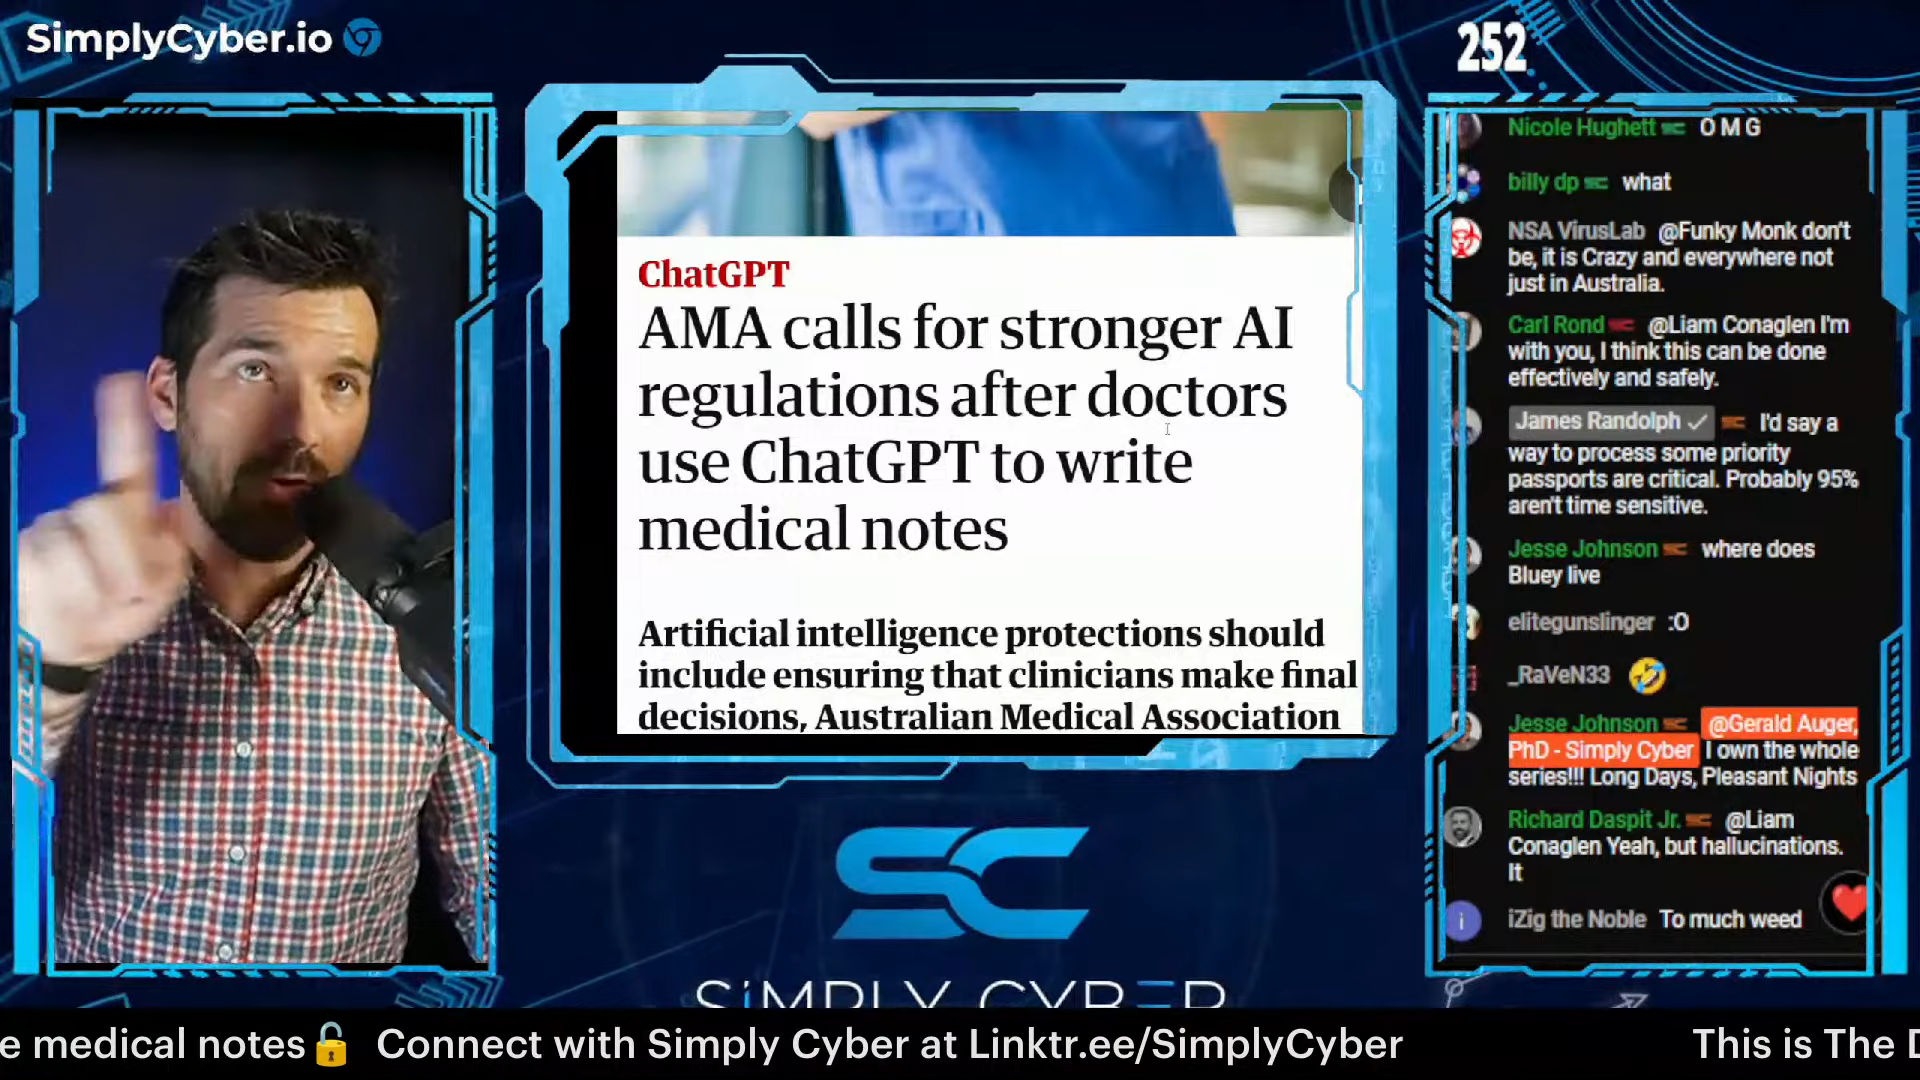 SimplyCyber.io
252
ChatGPT
AMA calls for stronger AI
regulations after doctors
use ChatGPT to write
medical notes
Artificial intelligence protections should
include ensuring that clinicians make final
decisions, Australian Medical Association
Nicole Hughett O M G
billy dp what
NSA VirusLab @Funky Monk don't
be, it is Crazy and everywhere not
just in Australia.
Carl Rond @Liam Conaglen I'm
with you, I think this can be done
effectively and safely.
James Randolph ✓ I'd say a
way to process some priority
passports are critical. Probably 95%
aren't time sensitive.
Jesse Johnson where does
Bluey live
elitegunslinger :O
_RaVeN33 🤣
Jesse Johnson @Gerald Auger,
PhD - Simply Cyber I own the whole
series!!! Long Days, Pleasant Nights
Richard Daspit Jr. @Liam
Conaglen Yeah, but hallucinations.
It
i iZig the Noble To much weed
SC
SIMPLY CYBER
e medical notes🔓 Connect with Simply Cyber at Linktr.ee/SimplyCyber This is The D